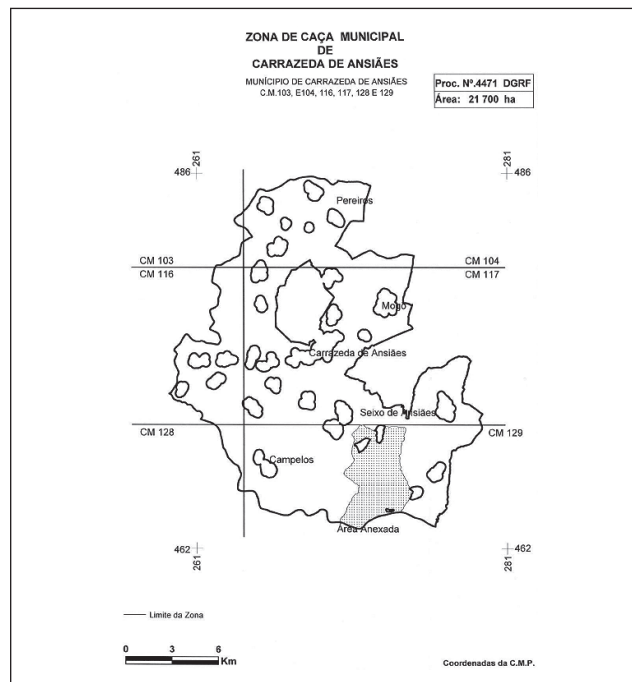 ZONA DE CAÇA MUNICIPAL
DE
CARRAZEDA DE ANSIÃES
MUNÍCIPIO DE CARRAZEDA DE ANSIÃES
C.M.103, E104, 116, 117, 128 E 129
Proc. Nº.4471 DGRF
Área: 21 700 ha
261
281
486
486
Pereiros
CM 103
CM 104
CM 116
CM 117
Mogo
Carrazeda de Ansiães
Seixo de Ansiães
CM 128
CM 129
Campelos
Área Anexada
462
462
261
281
Limite da Zona
0 3 6
Km
Coordenadas da C.M.P.